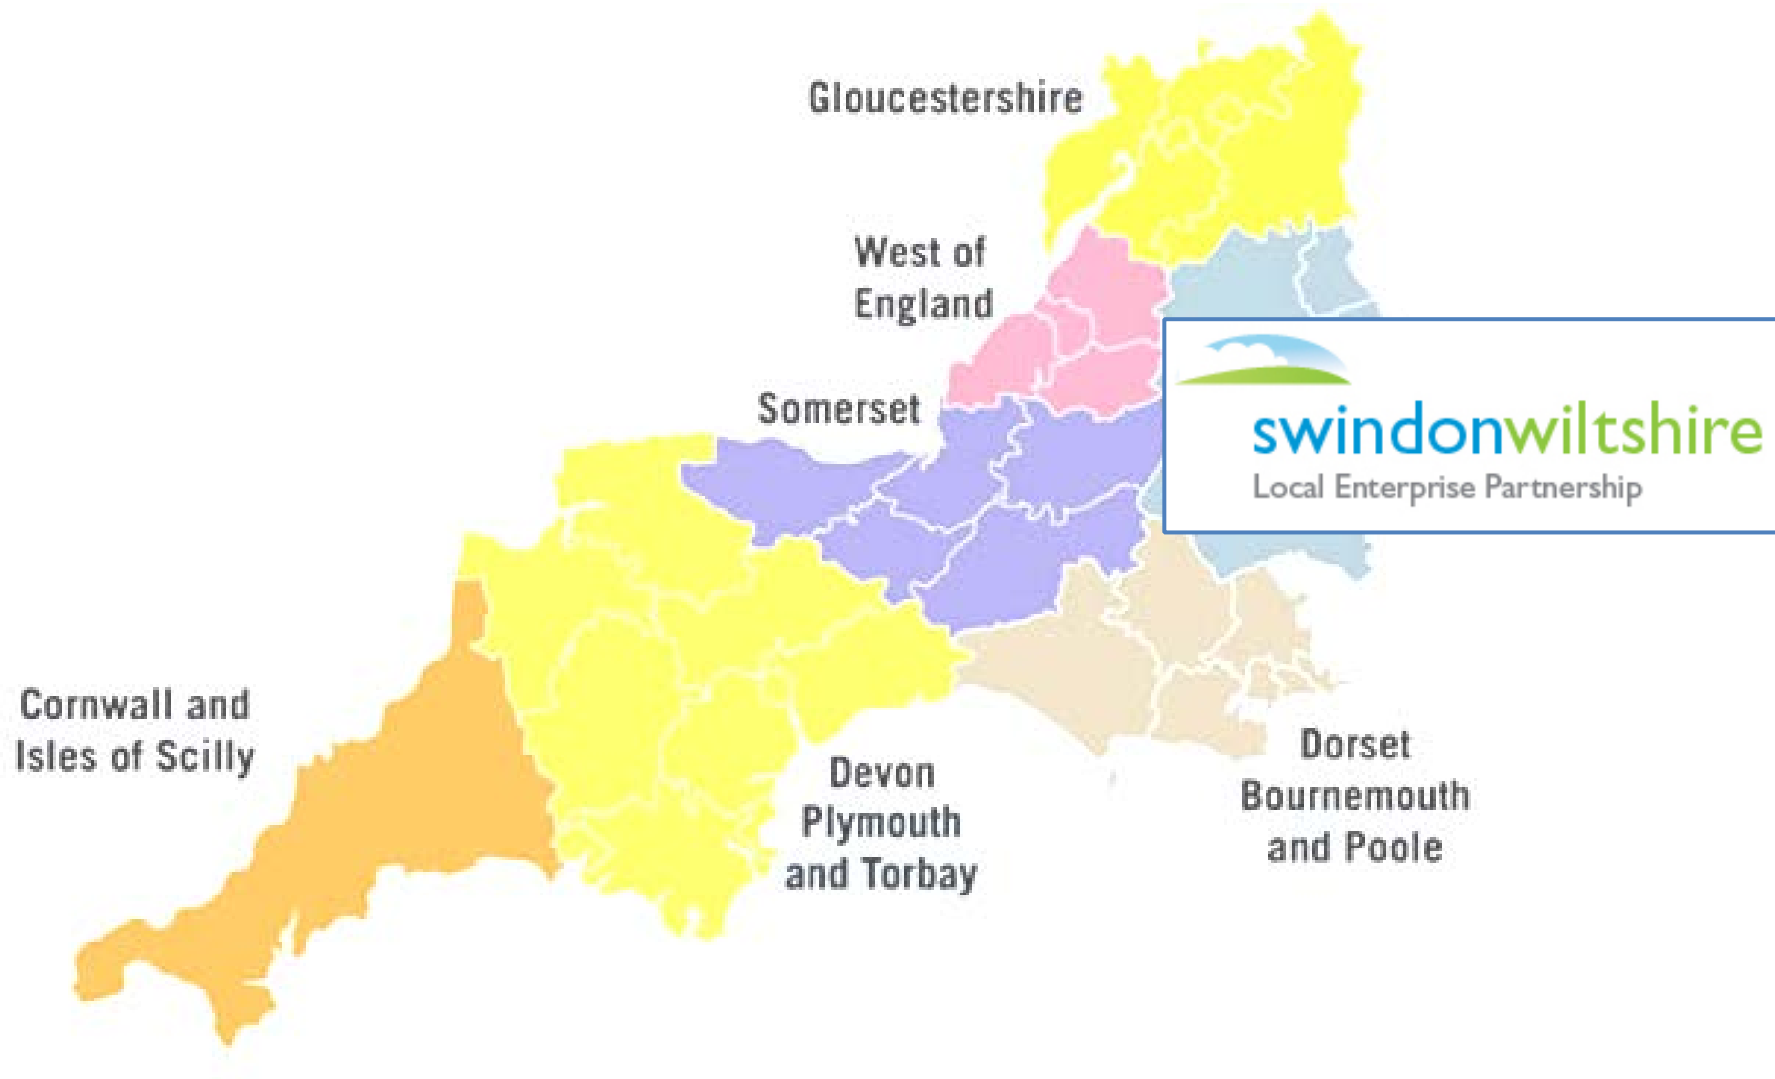 Gloucestershire
West of
England
Somerset
swindonwiltshire
Local Enterprise Partnership
Cornwall and
Isles of Scilly
Devon
Plymouth
and Torbay
Dorset
Bournemouth
and Poole